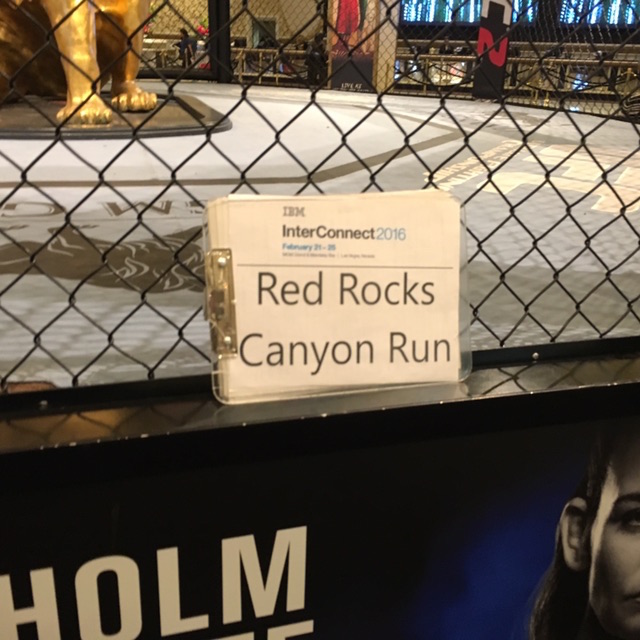 IBM
InterConnect2016
February 21 – 25
Red Rocks
Canyon Run
HOLM